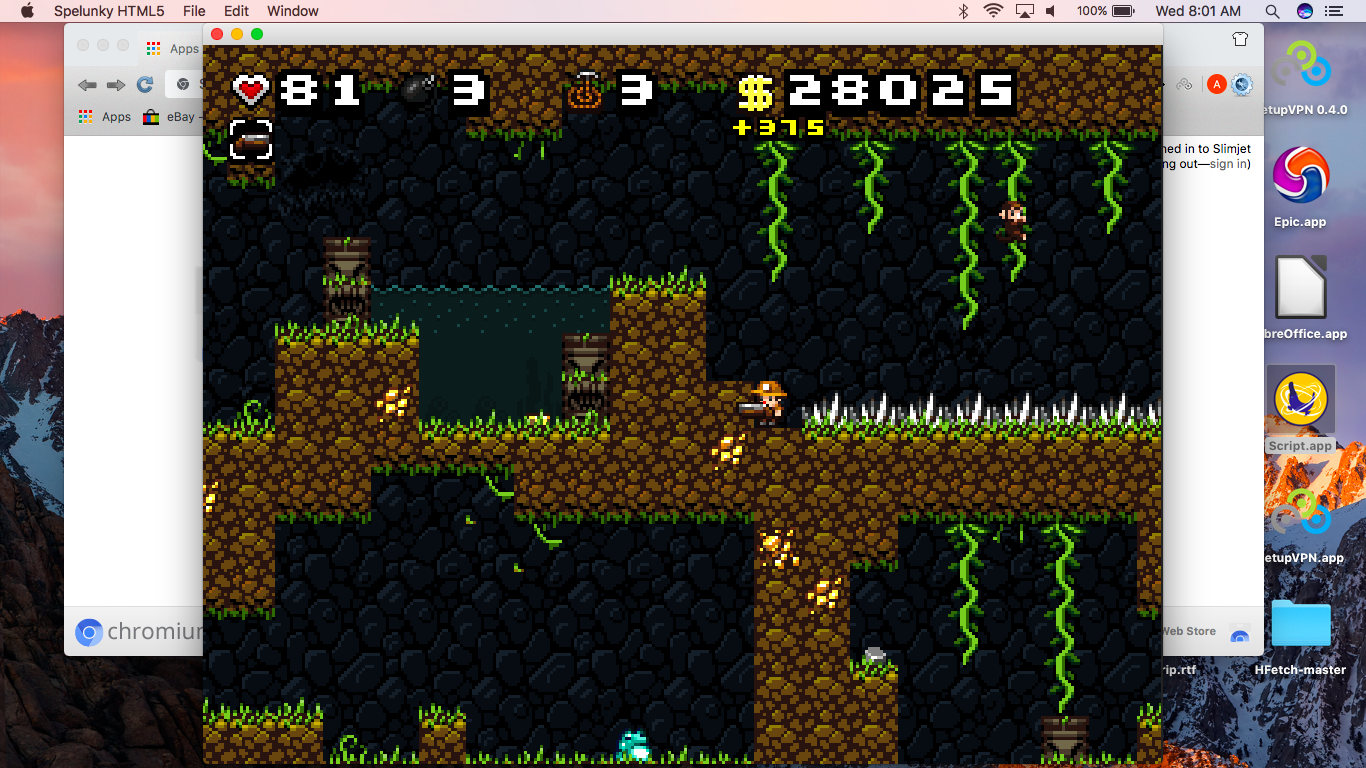 Spelunky HTML5 File Edit Window 100% Wed 8:01 AM
Apps
81 3 3 $28025
+375
A
etupVPN 0.4.0
Apps eBay
ned in to Slimjet
ng out—sign in)
Epic.app
breOffice.app
Script.app
etupVPN.app
chromiur
Web Store
rip.rtf
HFetch-master